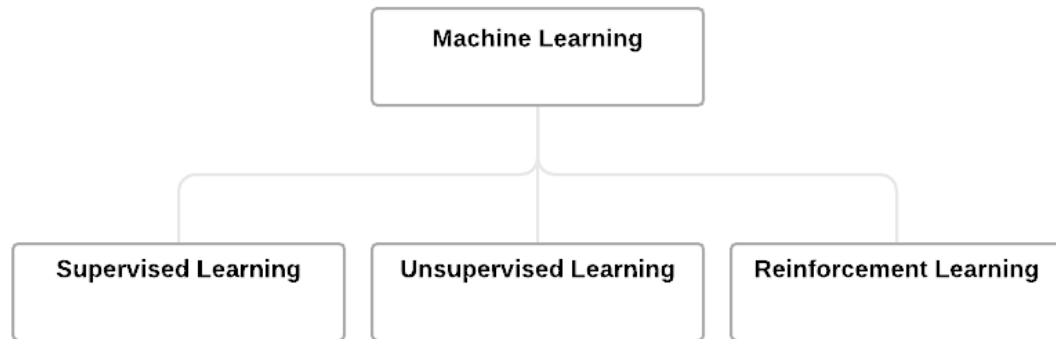 Machine Learning
Supervised Learning
Unsupervised Learning
Reinforcement Learning